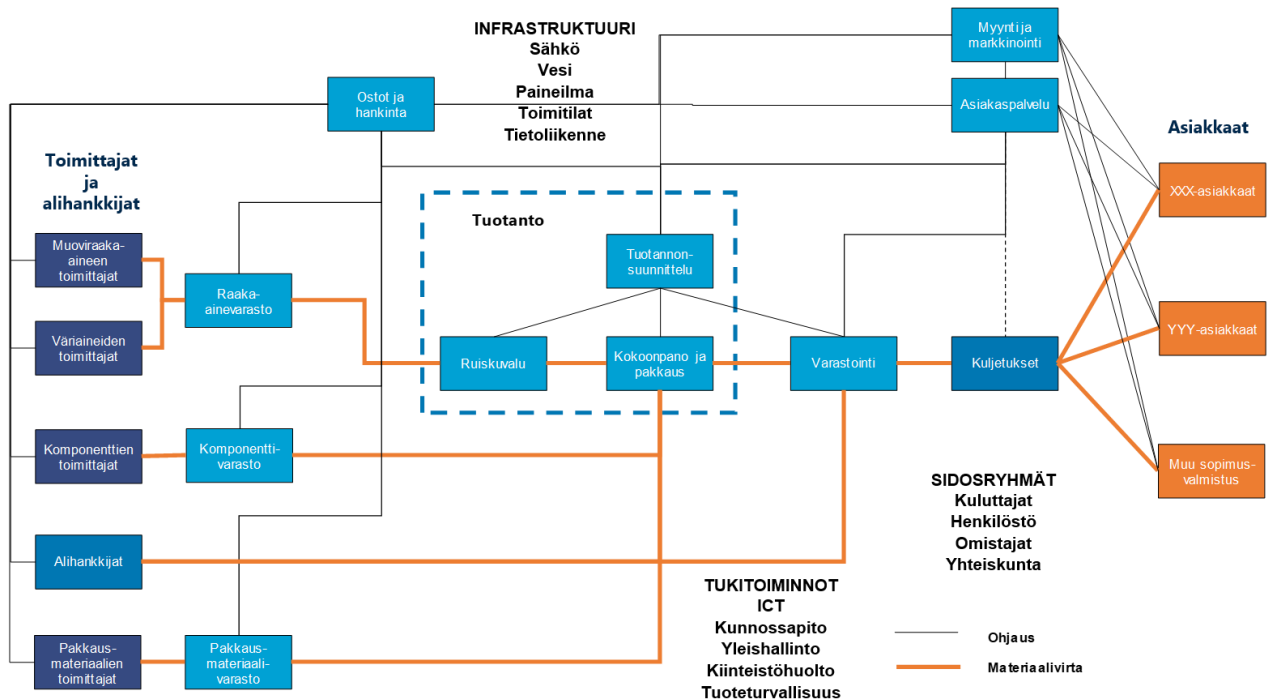 INFRASTRUKTUURI
Sähkö
Vesi
Paineilma
Toimitilat
Tietoliikenne
Myynti ja
markkinointi
Ostot ja
hankinta
Asiakaspalvelu
Asiakkaat
Toimittajat
ja
alihankkijat
XXX-asiakkaat
Tuotanto
Muoviraaka-
aineen
toimittajat
Tuotannon-
suunnittelu
Raaka-
ainevarasto
YYY-asiakkaat
Väriaineiden
toimittajat
Ruiskuvalu
Kokoonpano ja
pakkaus
Varastointi
Kuljetukset
Komponenttien
toimittajat
Komponentti-
varasto
Muu sopimus-
valmistus
SIDOSRYHMÄT
Kuluttajat
Henkilöstö
Omistajat
Yhteiskunta
Alihankkijat
TUKITOIMINNOT
ICT
Kunnossapito
Yleishallinto
Kiinteistöhuolto
Tuoteturvallisuus
Pakkaus-
materiaalien
toimittajat
Pakkaus-
materiaali-
varasto
Ohjaus
Materiaalivirta